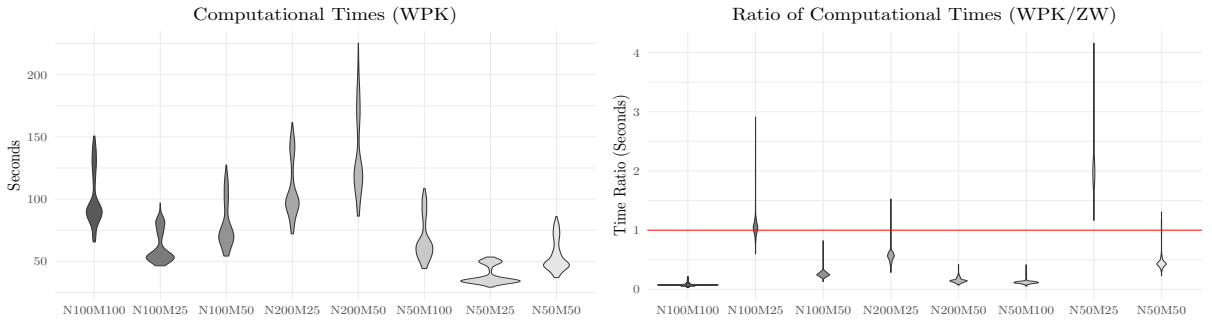 Computational Times (WPK)
Seconds
200
150
100
50
N100M100 N100M25 N100M50 N200M25 N200M50 N50M100 N50M25 N50M50
Ratio of Computational Times (WPK/ZW)
Time Ratio (Seconds)
4
3
2
1
0
N100M100 N100M25 N100M50 N200M25 N200M50 N50M100 N50M25 N50M50